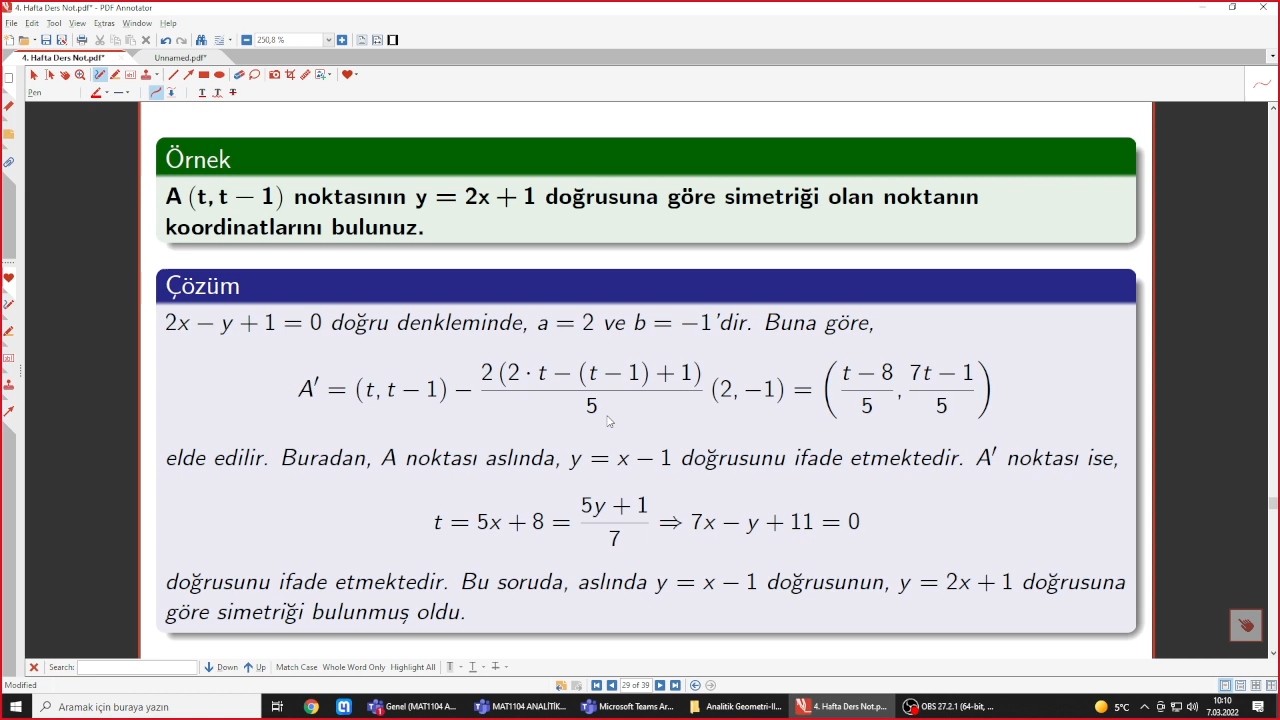 4. Hafta Ders Not.pdf* - PDF Annotator
File Edit Tool View Extras Window Help
250,8 %
4. Hafta Ders Not.pdf* Unnamed.pdf*
Pen
Örnek
A (t, t − 1) noktasının y = 2x + 1 doğrusuna göre simetriği olan noktanın
koordinatlarını bulunuz.
Çözüm
2x − y + 1 = 0 doğru denkleminde, a = 2 ve b = −1'dir. Buna göre,
A′ = (t, t − 1) − 2 (2 · t − (t − 1) + 1) / 5 (2, −1) = ( t − 8 / 5 , 7t − 1 / 5 )
elde edilir. Buradan, A noktası aslında, y = x − 1 doğrusunu ifade etmektedir. A′ noktası ise,
t = 5x + 8 = 5y + 1 / 7 ⇒ 7x − y + 11 = 0
doğrusunu ifade etmektedir. Bu soruda, aslında y = x − 1 doğrusunun, y = 2x + 1 doğrusuna
göre simetriği bulunmuş oldu.
Search: Down Up Match Case Whole Word Only Highlight All
Modified 29 of 39
Aramak için buraya yazın Genel (MAT1104 A... MAT1104 ANALİTİK... Microsoft Teams Ar... Analitik Geometri-II... 4. Hafta Ders Not.p... OBS 27.2.1 (64-bit, ... 5°C 10:10
7.03.2022